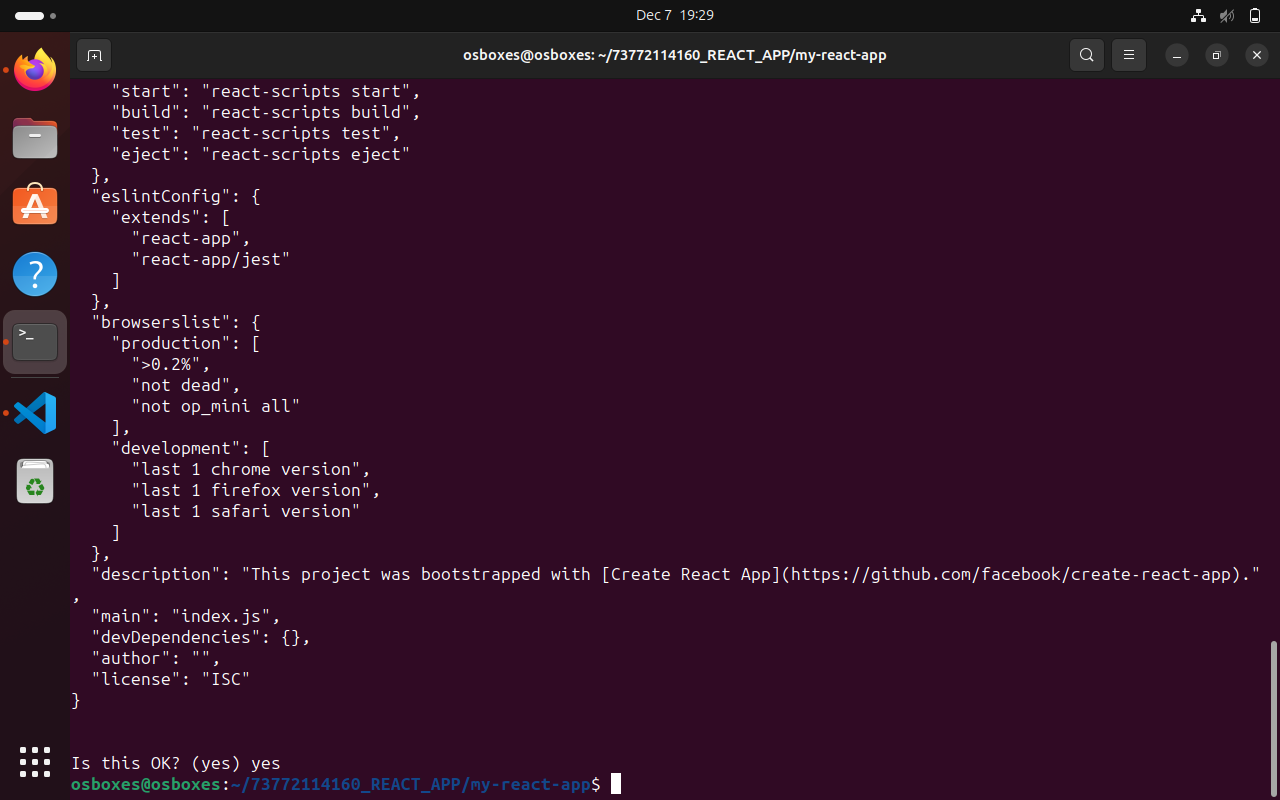 Dec 7 19:29
osboxes@osboxes: ~/73772114160_REACT_APP/my-react-app
    "start": "react-scripts start",
    "build": "react-scripts build",
    "test": "react-scripts test",
    "eject": "react-scripts eject"
  },
  "eslintConfig": {
    "extends": [
      "react-app",
      "react-app/jest"
    ]
  },
  "browserslist": {
    "production": [
      ">0.2%",
      "not dead",
      "not op_mini all"
    ],
    "development": [
      "last 1 chrome version",
      "last 1 firefox version",
      "last 1 safari version"
    ]
  },
  "description": "This project was bootstrapped with [Create React App](https://github.com/facebook/create-react-app)."
,
  "main": "index.js",
  "devDependencies": {},
  "author": "",
  "license": "ISC"
}
Is this OK? (yes) yes
osboxes@osboxes:~/73772114160_REACT_APP/my-react-app$